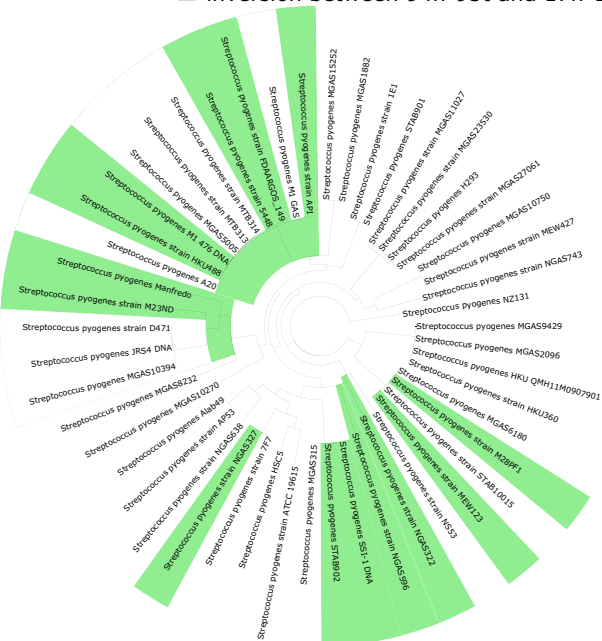 Inversion between
Streptococcus pyogenes MGAS15252
Streptococcus pyogenes MGAS1882
Streptococcus pyogenes strain 1E1
Streptococcus pyogenes STAB901
Streptococcus pyogenes strain MGAS11027
Streptococcus pyogenes strain MGAS23530
Streptococcus pyogenes H293
Streptococcus pyogenes strain MGAS27061
Streptococcus pyogenes MGAS10750
Streptococcus pyogenes strain MEW427
Streptococcus pyogenes strain NGAS743
Streptococcus pyogenes NZ131
Streptococcus pyogenes MGAS9429
Streptococcus pyogenes MGAS2096
Streptococcus pyogenes HKU QMH11M0907901
Streptococcus pyogenes strain HKU360
Streptococcus pyogenes MGAS6180
Streptococcus pyogenes strain M28PF1
Streptococcus pyogenes strain STAB10015
Streptococcus pyogenes strain MEW123
Streptococcus pyogenes strain NS53
Streptococcus pyogenes strain NGAS322
Streptococcus pyogenes strain NGAS596
Streptococcus pyogenes SSI-1 DNA
Streptococcus pyogenes STAB902
Streptococcus pyogenes MGAS315
Streptococcus pyogenes strain ATCC 19615
Streptococcus pyogenes HSC5
Streptococcus pyogenes strain 7F7
Streptococcus pyogenes strain NGAS327
Streptococcus pyogenes strain NGAS638
Streptococcus pyogenes strain AP53
Streptococcus pyogenes Alab49
Streptococcus pyogenes MGAS10270
Streptococcus pyogenes MGAS8232
Streptococcus pyogenes MGAS10394
Streptococcus pyogenes JRS4 DNA
Streptococcus pyogenes strain D471
Streptococcus pyogenes strain M23ND
Streptococcus pyogenes Manfredo
Streptococcus pyogenes A20
Streptococcus pyogenes strain HKU488
Streptococcus pyogenes M1 476 DNA
Streptococcus pyogenes MGAS5005
Streptococcus pyogenes strain MTB313
Streptococcus pyogenes strain MTB314
Streptococcus pyogenes strain 5448
Streptococcus pyogenes strain FDAARGOS_149
Streptococcus pyogenes M1 GAS
Streptococcus pyogenes strain AP1